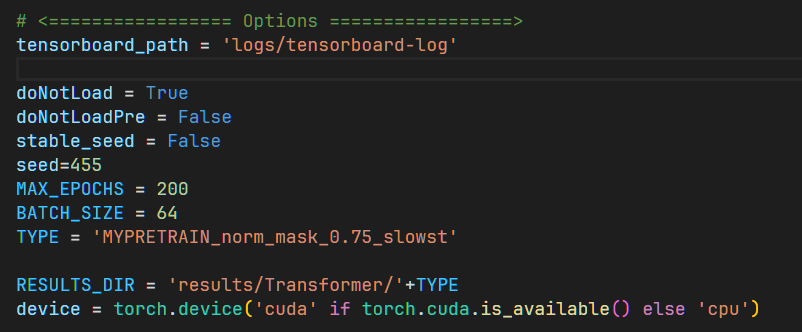 # <================= Options =================>
tensorboard_path = 'logs/tensorboard-log'
doNotLoad = True
doNotLoadPre = False
stable_seed = False
seed=455
MAX_EPOCHS = 200
BATCH_SIZE = 64
TYPE = 'MYPRETRAIN_norm_mask_0.75_slowst'
RESULTS_DIR = 'results/Transformer/'+TYPE
device = torch.device('cuda' if torch.cuda.is_available() else 'cpu')